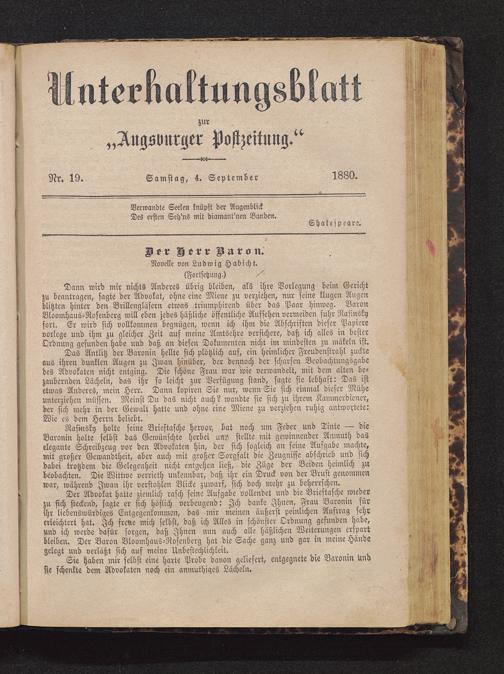 Unterhaltungsblatt
zur
„Augsburger Postzeitung.“
Nr. 19. Samstag, 4. September 1880.
Verwandte Seelen knüpft der Augenblick
Des ersten Seh'ns mit diamant'nen Banden.
Shakespeare.
Der Herr Baron.
Novelle von Ludwig Habicht.
(Fortsetzung.)
Dann wird mir nichts Anderes übrig bleiben, als ihre Vorlegung beim Gericht
zu beantragen, sagte der Advokat, ohne eine Miene zu verziehen, nur seine klugen Augen
blitzten hinter den Brillengläsern etwas triumphirend über das Paar hinweg. Baron
Bloomhaus-Rosenberg will eben jedes häßliche öffentliche Aufsehen vermeiden fuhr Rasinsky
fort. Er wird sich vollkommen begnügen, wenn ich ihm die Abschriften dieser Papiere
vorlege und ihm zu gleicher Zeit auf meine Amtsehre versichere, daß ich alles in bester
Ordnung gefunden habe und daß an diesen Dokumenten nicht im mindesten zu mäkeln ist.
Das Antlitz der Baronin hellte sich plötzlich auf, ein heimlicher Freudenstrahl zuckte
aus ihren dunklen Augen zu Iwan hinüber, der dennoch der scharfen Beobachtungsgabe
des Advokaten nicht entging. Die schöne Frau war wie verwandelt, mit dem alten be-
zaubernden Lächeln, das ihr so leicht zur Verfügung stand, sagte sie lebhaft: Das ist
etwas Anderes, mein Herr. Dann kopiren Sie nur, wenn Sie sich einmal dieser Mühe
unterziehen müssen. Meinst Du das nicht auch? wandte sie sich zu ihrem Kammerdiener,
der sich mehr in der Gewalt hatte und ohne eine Miene zu verziehen ruhig antwortete:
Wie es dem Herrn beliebt.
Rasinsky holte seine Brieftasche hervor, bat noch um Feder und Dinte — die
Baronin holte selbst das Gewünschte herbei und stellte mit gewinnender Anmuth das
elegante Schreibzeug vor den Advokaten hin, der sich sogleich an seine Aufgabe machte,
mit großer Gewandtheit, aber auch mit großer Sorgfalt die Zeugnisse abschrieb und sich
dabei trotzdem die Gelegenheit nicht entgehen ließ, die Züge der Beiden heimlich zu
beobachten. Die Wittwe verrieth unkennbar, daß ihr ein Druck von der Brust genommen
war, während Iwan ihr verstohlen Blicke zuwarf, sich doch mehr zu beherrschen.
Der Advokat hatte ziemlich rasch seine Aufgabe vollendet und die Brieftasche wieder
zu sich steckend, sagte er sich höflich verbeugend: Ich danke Ihnen, Frau Baronin für
ihr liebenswürdiges Entgegenkommen, das mir meinen äußerst peinlichen Auftrag sehr
erleichtert hat. Ich freue mich selbst, daß ich Alles in schönster Ordnung gefunden habe,
und ich werde dafür sorgen, daß Ihnen nun auch alle häßlichen Weiterungen erspart
bleiben. Der Baron Bloomhaus-Rosenberg hat die Sache ganz und gar in meine Hände
gelegt und verläßt sich auf meine Unbestechlichkeit.
Sie haben mir selbst eine harte Probe davon geliefert, entgegnete die Baronin und
sie schenkte dem Advokaten noch ein anmuthiges Lächeln.